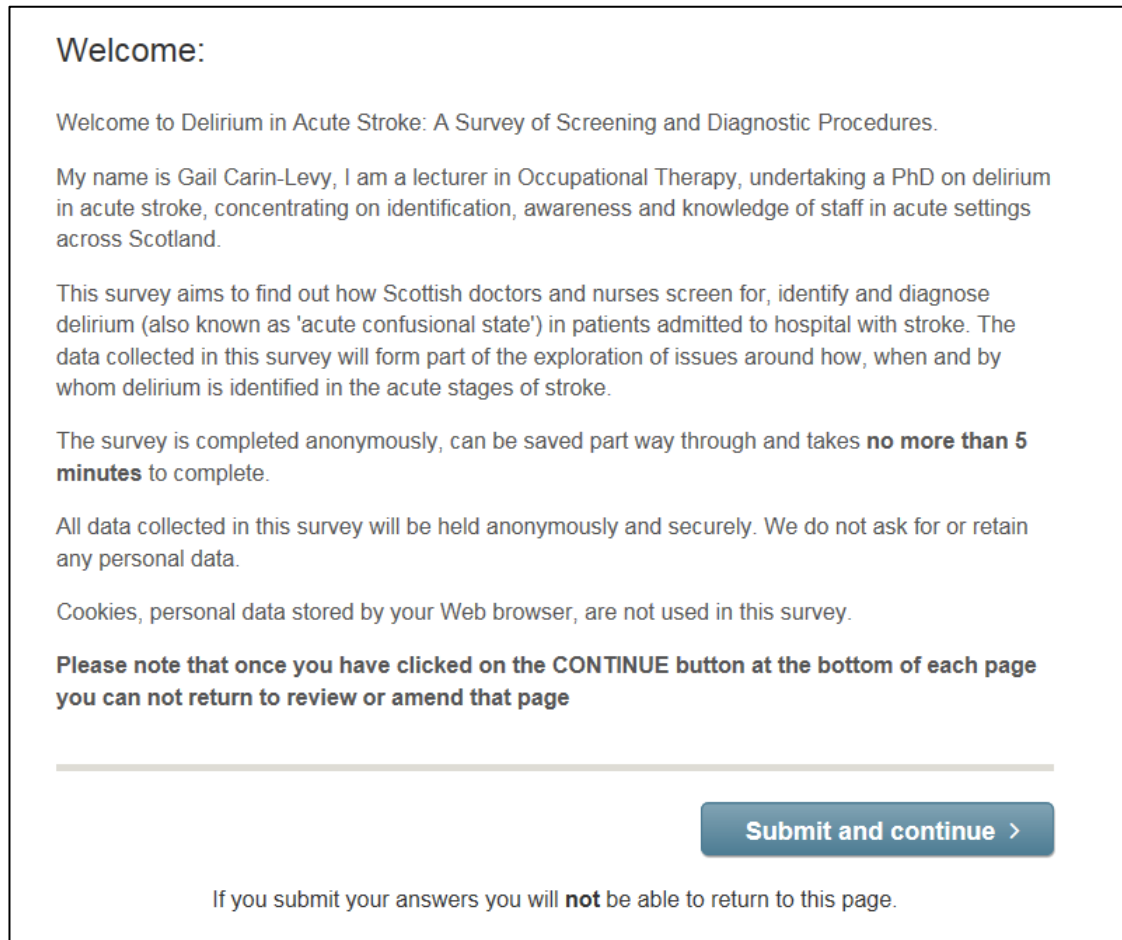 Welcome:
Welcome to Delirium in Acute Stroke: A Survey of Screening and Diagnostic Procedures.
My name is Gail Carin-Levy, I am a lecturer in Occupational Therapy, undertaking a PhD on delirium
in acute stroke, concentrating on identification, awareness and knowledge of staff in acute settings
across Scotland.
This survey aims to find out how Scottish doctors and nurses screen for, identify and diagnose
delirium (also known as 'acute confusional state') in patients admitted to hospital with stroke. The
data collected in this survey will form part of the exploration of issues around how, when and by
whom delirium is identified in the acute stages of stroke.
The survey is completed anonymously, can be saved part way through and takes no more than 5
minutes to complete.
All data collected in this survey will be held anonymously and securely. We do not ask for or retain
any personal data.
Cookies, personal data stored by your Web browser, are not used in this survey.
Please note that once you have clicked on the CONTINUE button at the bottom of each page
you can not return to review or amend that page
Submit and continue >
If you submit your answers you will not be able to return to this page.